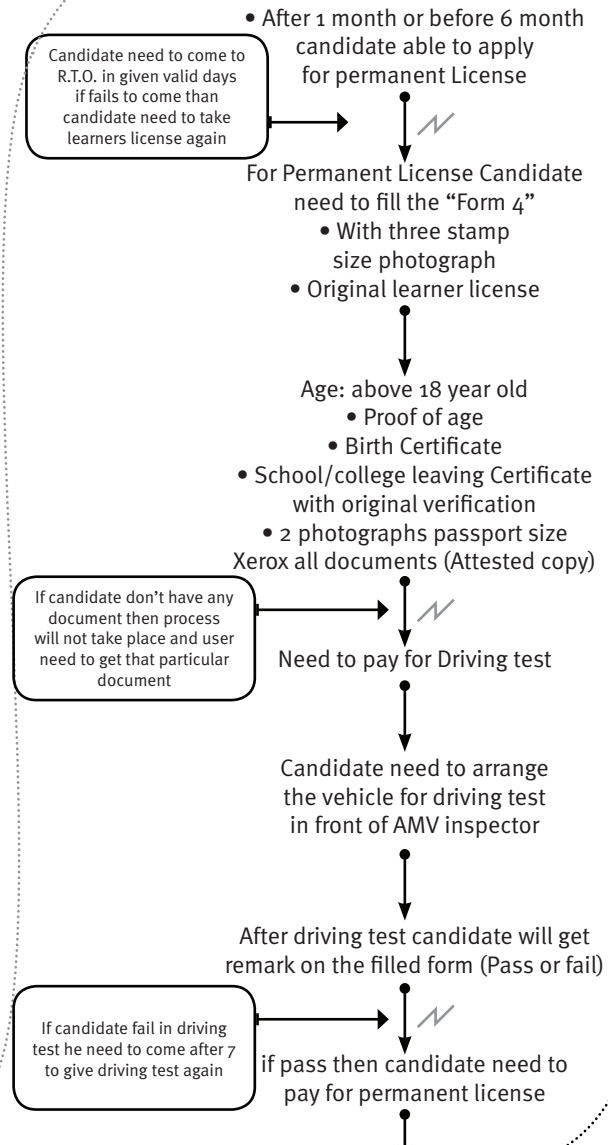 • After 1 month or before 6 month
candidate able to apply
for permanent License
Candidate need to come to
R.T.O. in given valid days
if fails to come than
candidate need to take
learners license again
For Permanent License Candidate
need to fill the “Form 4”
• With three stamp
size photograph
• Original learner license
Age: above 18 year old
• Proof of age
• Birth Certificate
• School/college leaving Certificate
with original verification
• 2 photographs passport size
Xerox all documents (Attested copy)
If candidate don’t have any
document then process
will not take place and user
need to get that particular
document
Need to pay for Driving test
Candidate need to arrange
the vehicle for driving test
in front of AMV inspector
After driving test candidate will get
remark on the filled form (Pass or fail)
If candidate fail in driving
test he need to come after 7
to give driving test again
if pass then candidate need to
pay for permanent license